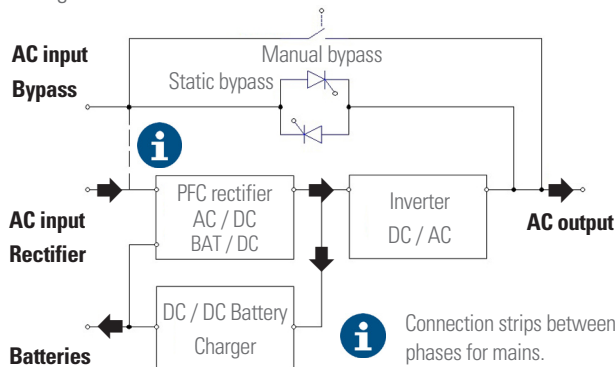 AC input
Bypass
Manual bypass
Static bypass
i
AC input
Rectifier
PFC rectifier
AC / DC
BAT / DC
Inverter
DC / AC
AC output
Batteries
DC / DC Battery
Charger
i
Connection strips between
phases for mains.